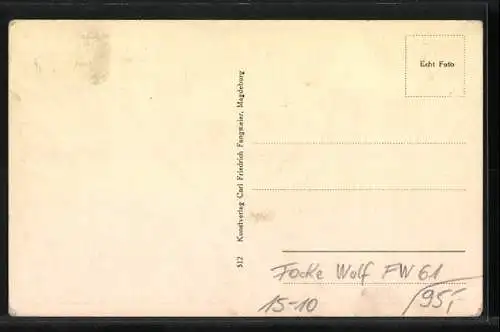 Echt Foto
512 Kunstverlag Carl Friedrich Fangmeier, Magdeburg
Focke Wolf FW 61
15-10
95,-